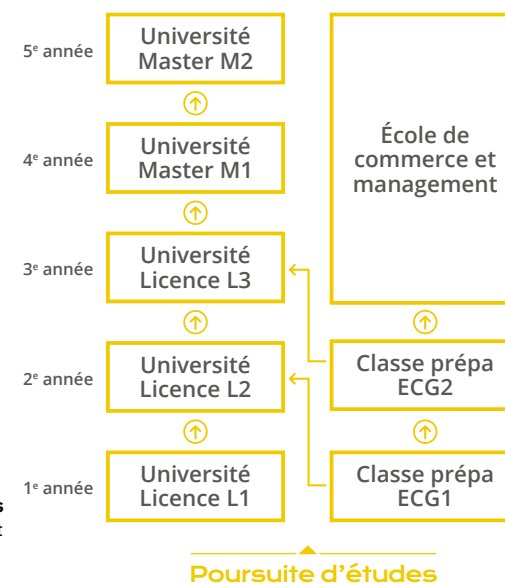 5e année
Université
Master M2
4e année
Université
Master M1
École de
commerce et
management
3e année
Université
Licence L3
2e année
Université
Licence L2
Classe prépa
ECG2
1e année
Université
Licence L1
Classe prépa
ECG1
s
t
Poursuite d'études